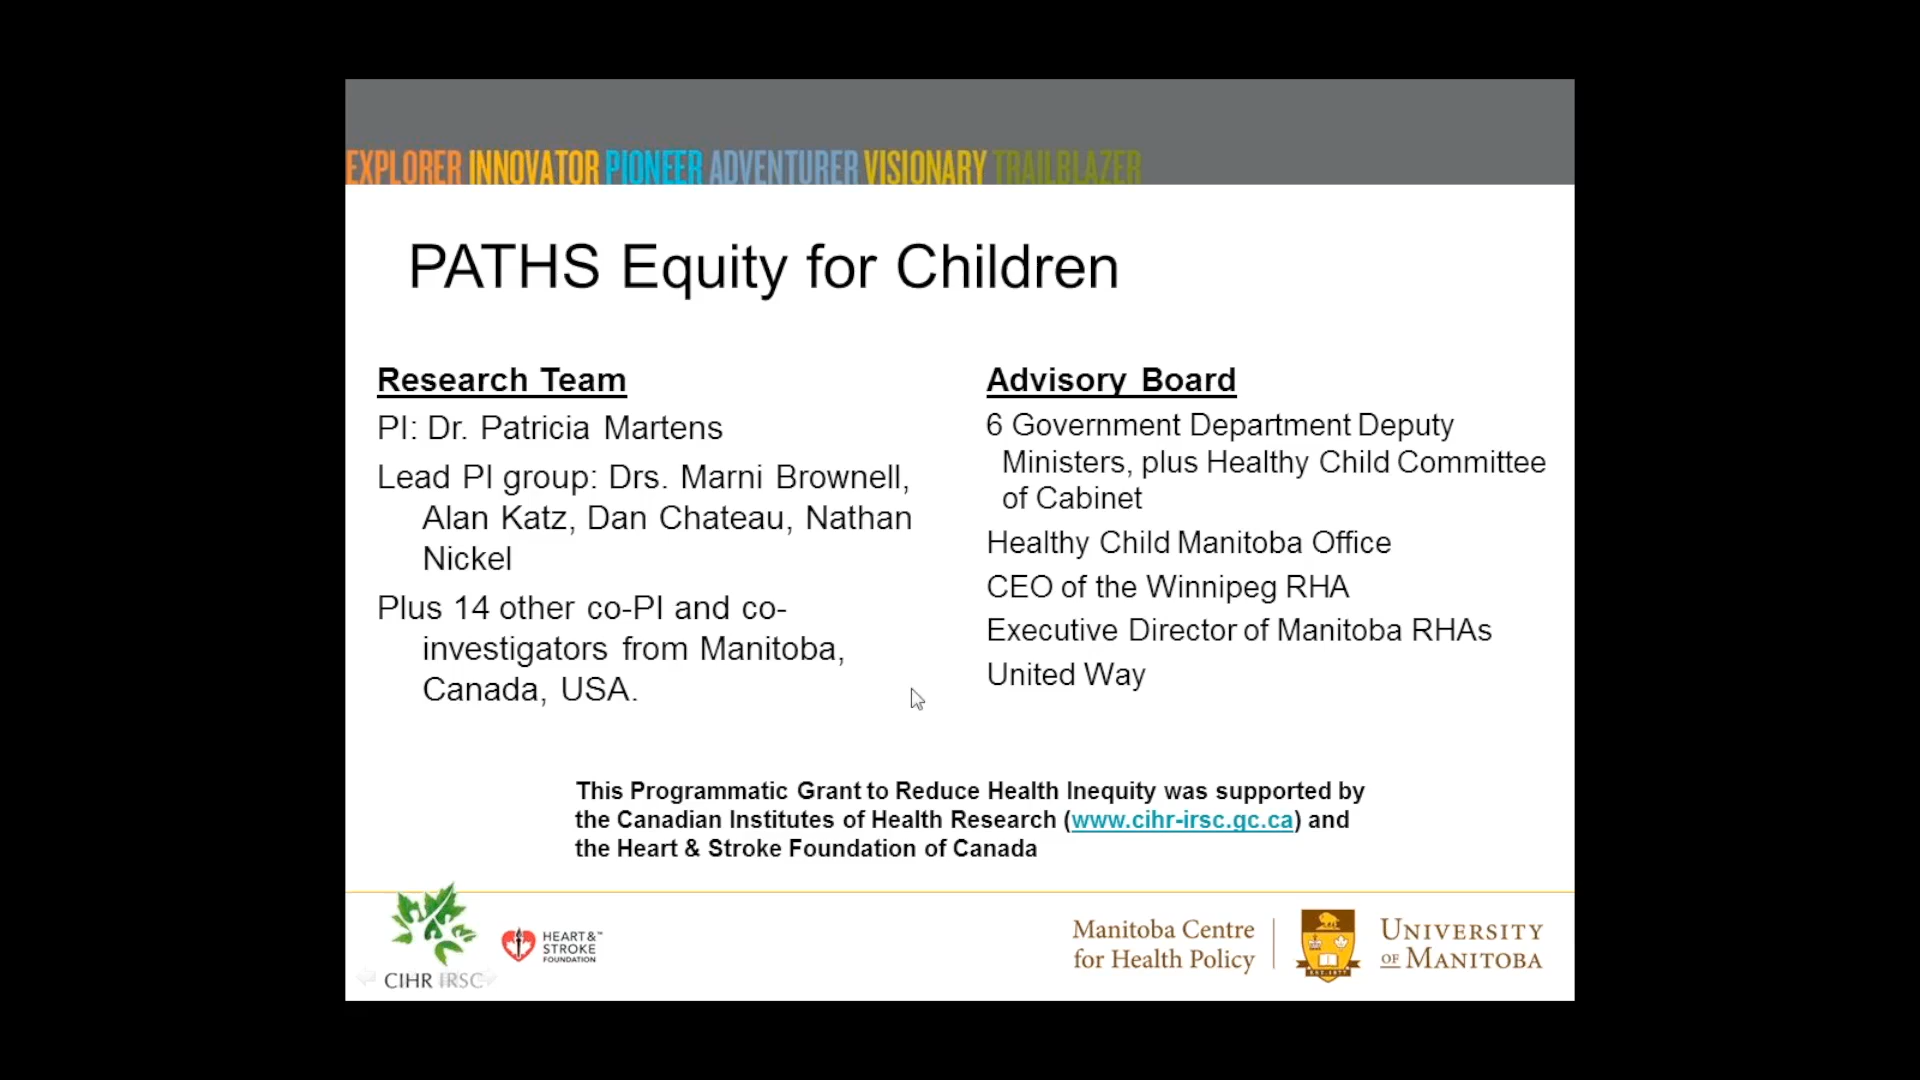 EXPLORER INNOVATOR PIONEER ADVENTURER VISIONARY TRAILBLAZER
PATHS Equity for Children
Research Team
PI: Dr. Patricia Martens
Lead PI group: Drs. Marni Brownell,
Alan Katz, Dan Chateau, Nathan
Nickel
Plus 14 other co-PI and co-
investigators from Manitoba,
Canada, USA.
Advisory Board
6 Government Department Deputy
Ministers, plus Healthy Child Committee
of Cabinet
Healthy Child Manitoba Office
CEO of the Winnipeg RHA
Executive Director of Manitoba RHAs
United Way
This Programmatic Grant to Reduce Health Inequity was supported by
the Canadian Institutes of Health Research (www.cihr-irsc.gc.ca) and
the Heart & Stroke Foundation of Canada
CIHR IRSC
HEART &™
STROKE
FOUNDATION
Manitoba Centre
for Health Policy
UNIVERSITY
OF MANITOBA